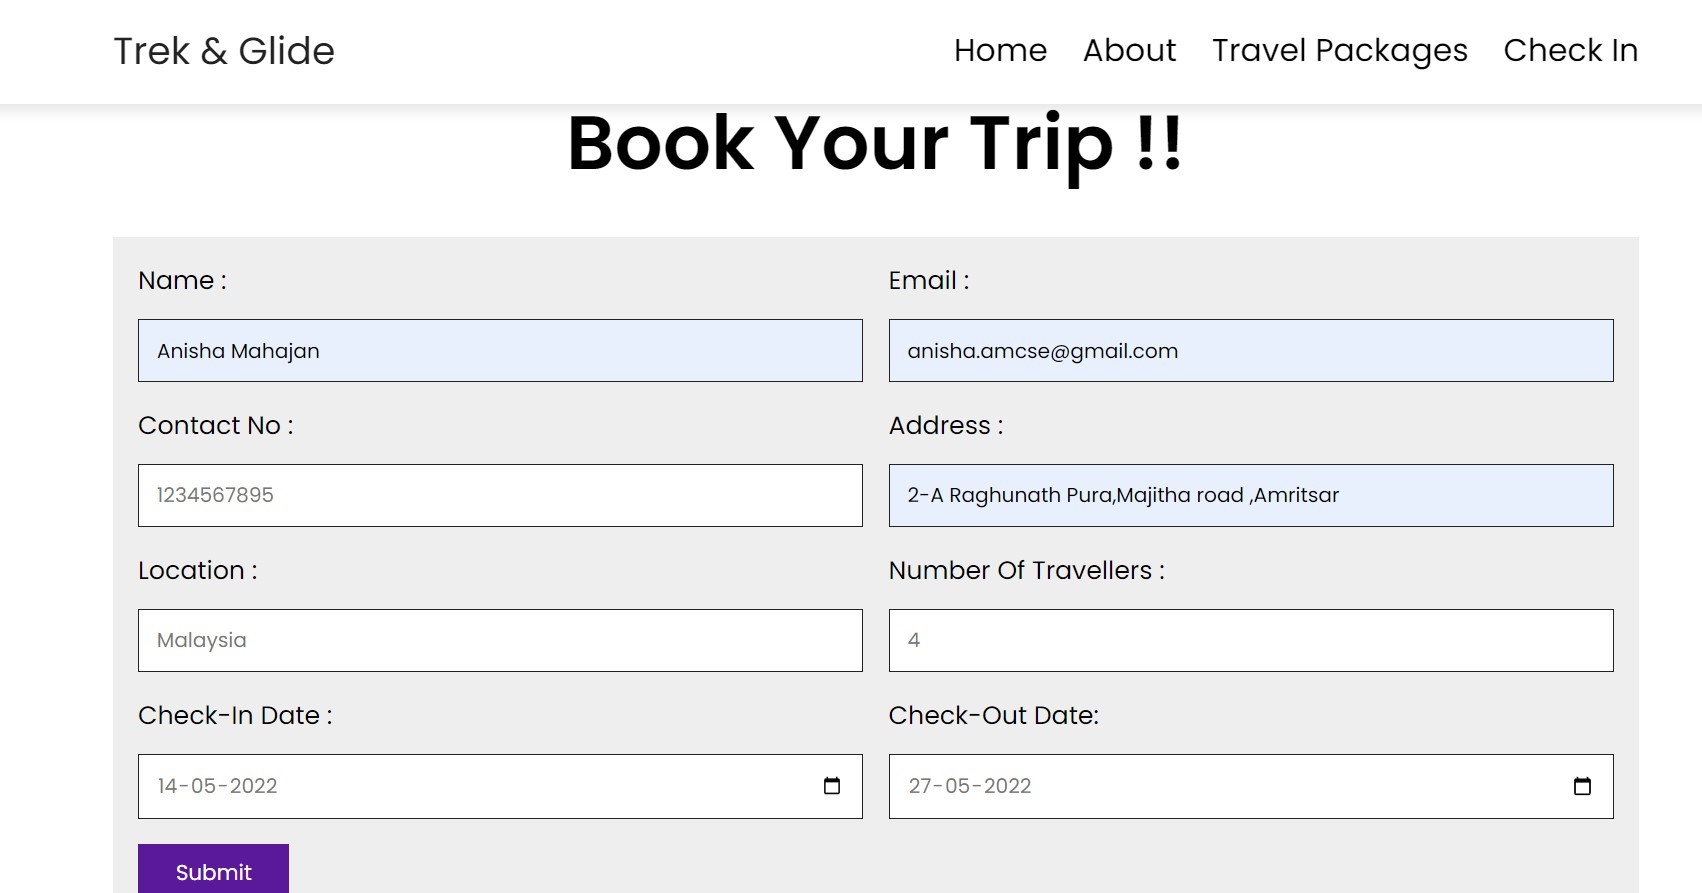 Trek & Glide Home About Travel Packages Check In
Book Your Trip !!
Name : Email :
Anisha Mahajan anisha.amcse@gmail.com
Contact No : Address :
1234567895 2-A Raghunath Pura,Majitha road ,Amritsar
Location : Number Of Travellers :
Malaysia 4
Check-In Date : Check-Out Date:
14-05-2022 27-05-2022
Submit